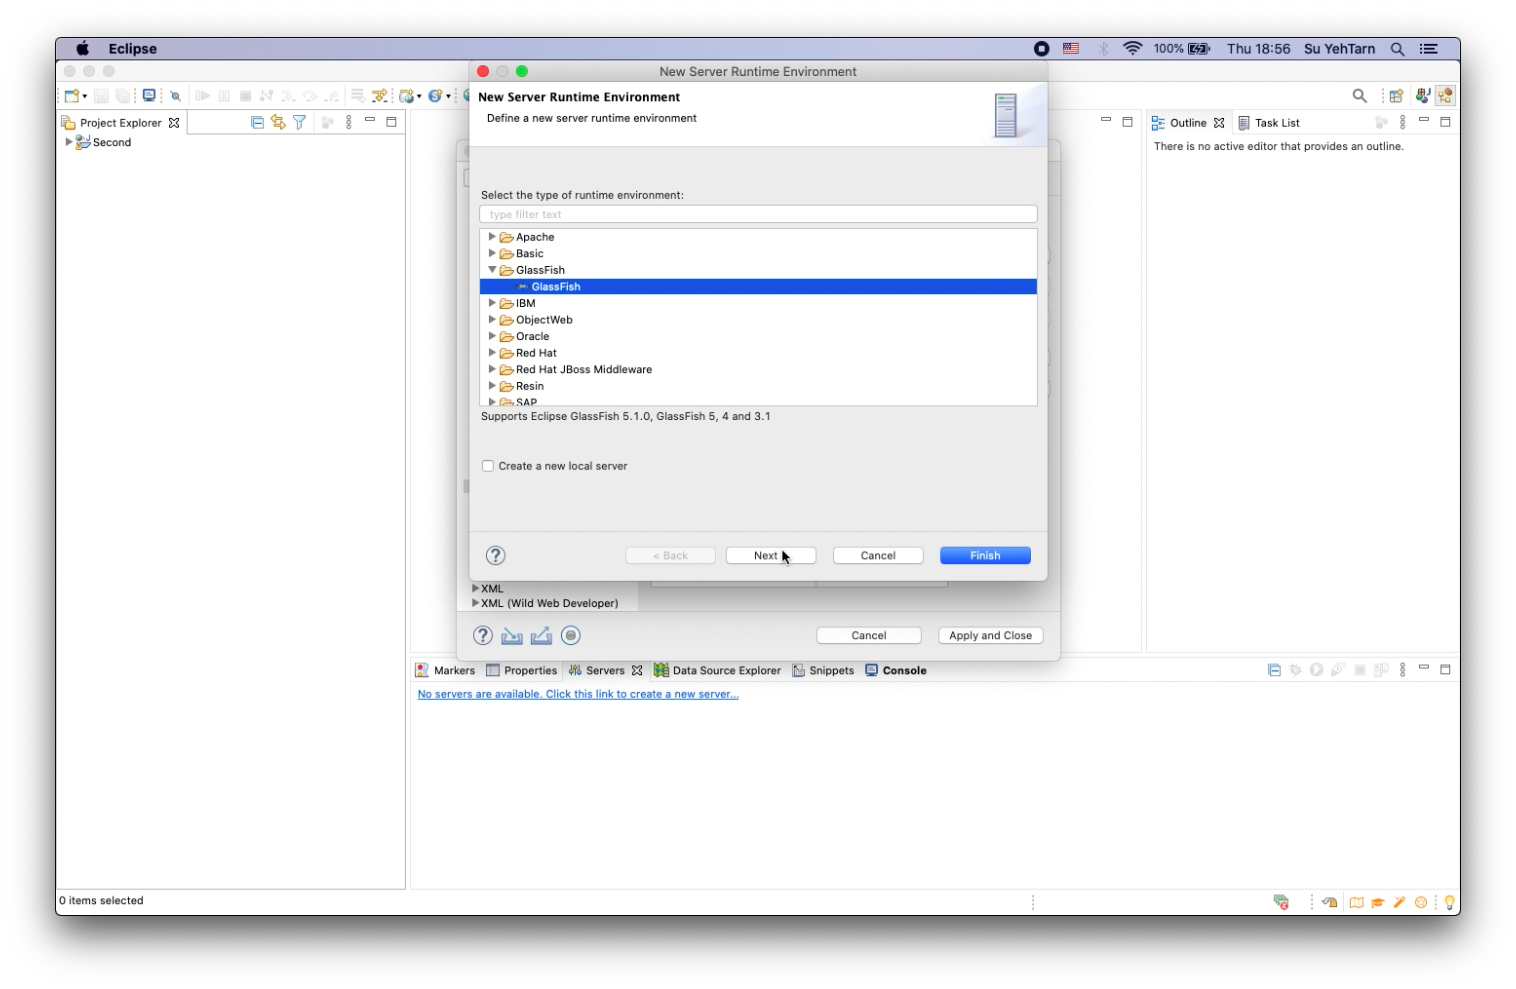 Eclipse
100%
Thu 18:56
Su YehTarn
New Server Runtime Environment
New Server Runtime Environment
Define a new server runtime environment
Project Explorer
Second
Outline
Task List
There is no active editor that provides an outline.
Select the type of runtime environment:
type filter text
Apache
Basic
GlassFish
GlassFish
IBM
ObjectWeb
Oracle
Red Hat
Red Hat JBoss Middleware
Resin
SAP
Supports Eclipse GlassFish 5.1.0, GlassFish 5, 4 and 3.1
Create a new local server
< Back
Next
Cancel
Finish
XML
XML (Wild Web Developer)
Cancel
Apply and Close
Markers
Properties
Servers
Data Source Explorer
Snippets
Console
No servers are available. Click this link to create a new server...
0 items selected